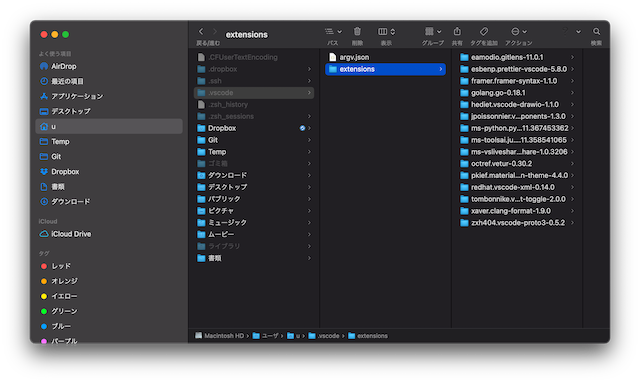 extensions
戻る/進む
パス
削除
表示
グループ
共有
タグを追加
アクション
検索
よく使う項目
AirDrop
最近の項目
アプリケーション
デスクトップ
u
Temp
Git
Dropbox
書類
ダウンロード
iCloud
iCloud Drive
タグ
レッド
オレンジ
イエロー
グリーン
ブルー
パープル
.CFUserTextEncoding
.dropbox
.ssh
.vscode
.zsh_history
.zsh_sessions
Dropbox
Git
Temp
ゴミ箱
ダウンロード
デスクトップ
パブリック
ピクチャ
ミュージック
ムービー
ライブラリ
書類
argv.json
extensions
eamodio.gitlens-11.0.1
esbenp.prettier-vscode-5.8.0
framer.framer-syntax-1.1.0
golang.go-0.18.1
hediet.vscode-drawio-1.1.0
jpoissonnier.v...ponents-1.3.0
ms-python.py...11.367453362
ms-toolsai.ju...11.358541065
ms-vsliveshar...hare-1.0.3206
octref.vetur-0.30.2
pkief.material...n-theme-4.4.0
redhat.vscode-xml-0.14.0
tombonnike.v...t-toggle-2.0.0
xaver.clang-format-1.9.0
zxh404.vscode-proto3-0.5.2
Macintosh HD › ユーザ › u › .vscode › extensions